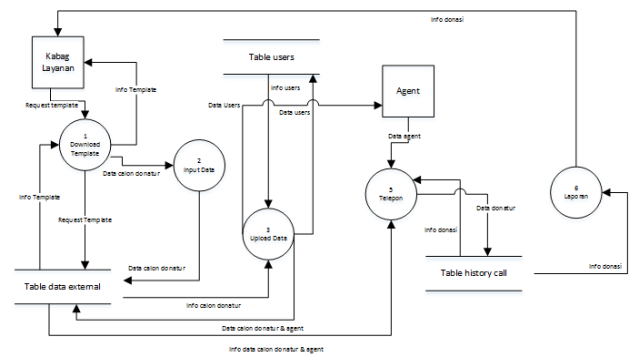 Info donasi
Kabag
Layanan
Table users
Info Template
Info users
Agent
Request template
Data Users
Data users
1
Download
Template
Data agent
2
Input Data
Data calon donatur
5
Telepon
6
Laporan
Info Template
Request Template
Data donatur
3
Upload Data
Info donasi
Data calon donatur
Info donasi
Table data external
Table history call
Info calon donatur
Data calon donatur & agent
Info data calon donatur & agent